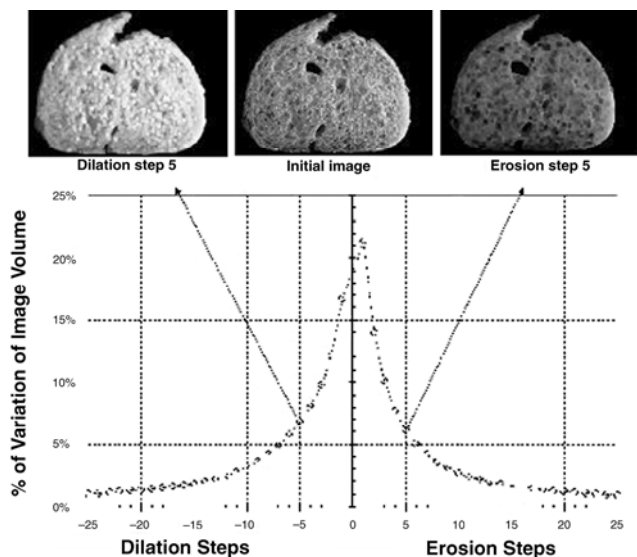 Dilation step 5 Initial image Erosion step 5
% of Variation of Image Volume
25%
20%
15%
10%
5%
0%
-25 -20 -15 -10 -5 0 5 10 15 20 25
Dilation Steps Erosion Steps